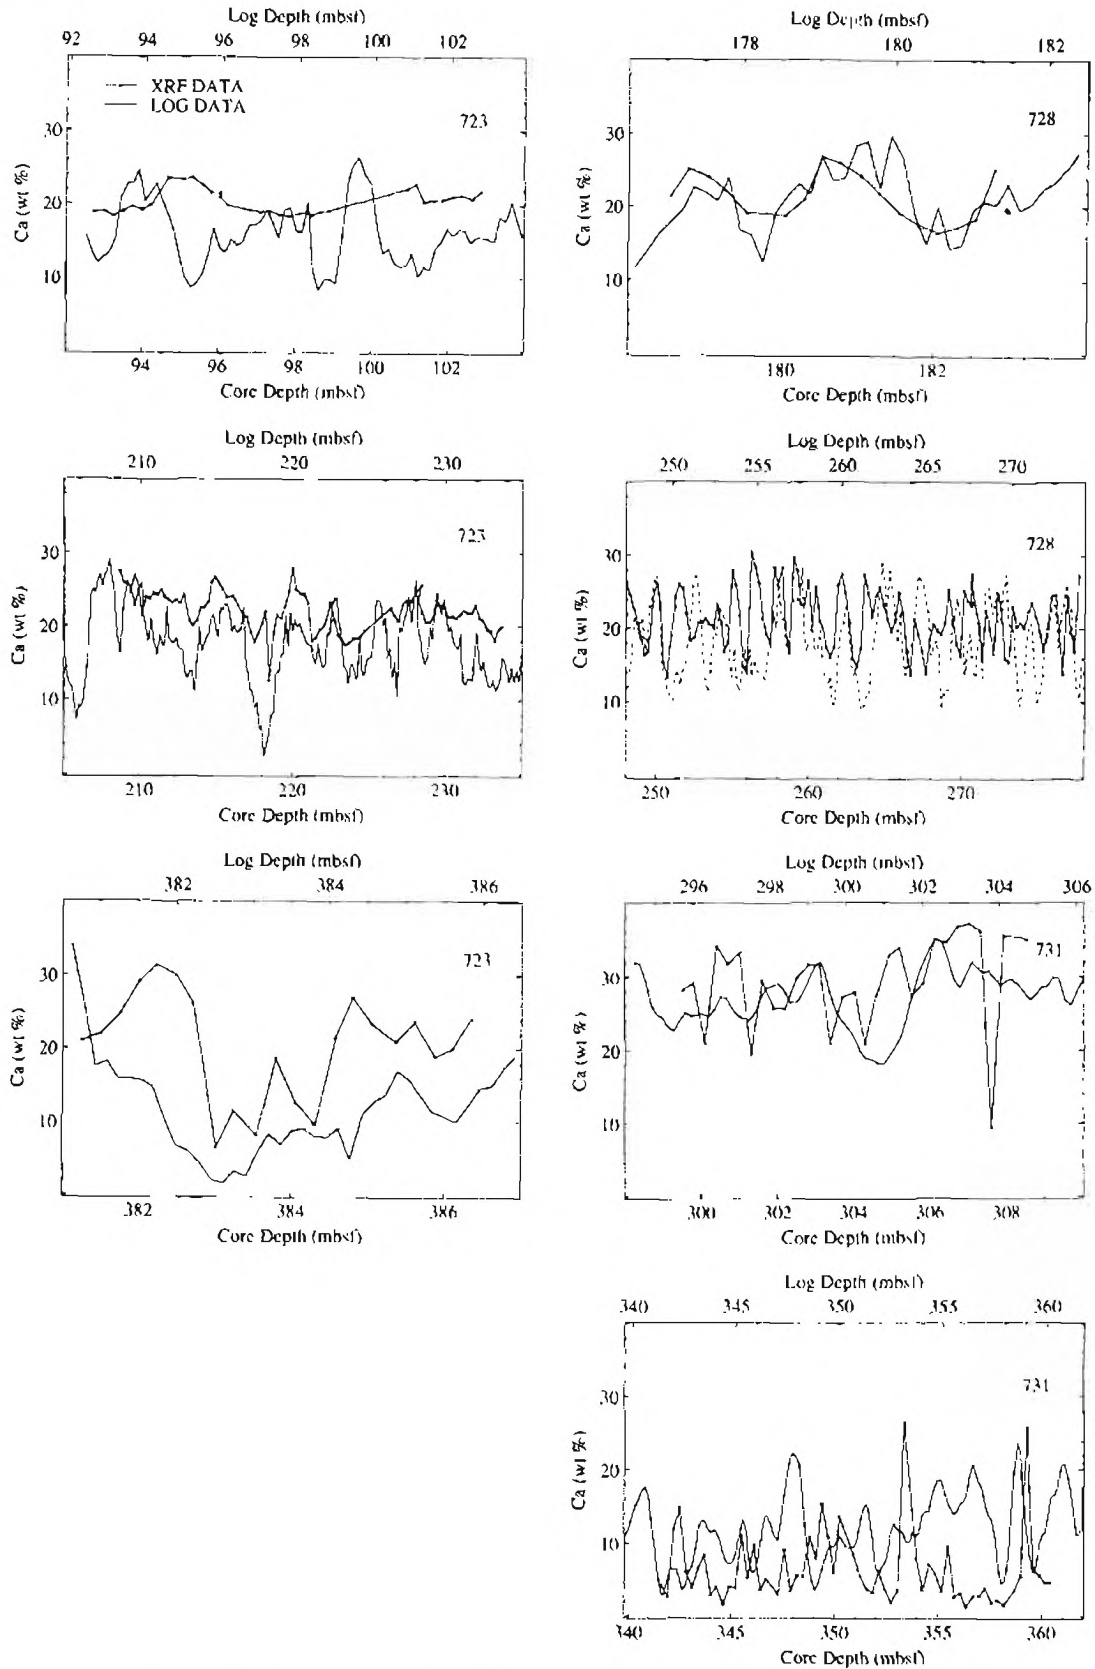 Log Depth (mbsf)
92 94 96 98 100 102
XRF DATA
LOG DATA
723
30
20
10
Ca (wt %)
94 96 98 100 102
Core Depth (mbsf)
Log Depth (mbsf)
178 180 182
728
30
20
10
Ca (wt %)
180 182
Core Depth (mbsf)
Log Depth (mbsf)
210 220 230
723
30
20
10
Ca (wt %)
210 220 230
Core Depth (mbsf)
Log Depth (mbsf)
250 255 260 265 270
728
30
20
10
Ca (wt %)
250 260 270
Core Depth (mbsf)
Log Depth (mbsf)
382 384 386
723
30
20
10
Ca (wt %)
382 384 386
Core Depth (mbsf)
Log Depth (mbsf)
296 298 300 302 304 306
731
30
20
10
Ca (wt %)
300 302 304 306 308
Core Depth (mbsf)
Log Depth (mbsf)
340 345 350 355 360
731
30
20
10
Ca (wt %)
340 345 350 355 360
Core Depth (mbsf)